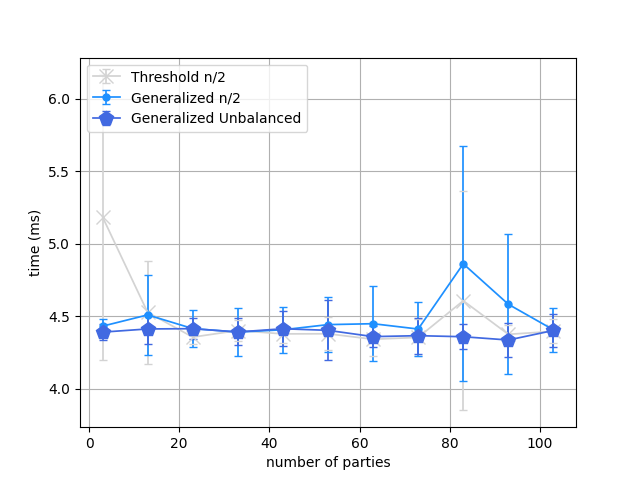 Threshold n/2
Generalized n/2
Generalized Unbalanced
6.0
5.5
5.0
4.5
4.0
time (ms)
0 20 40 60 80 100
number of parties